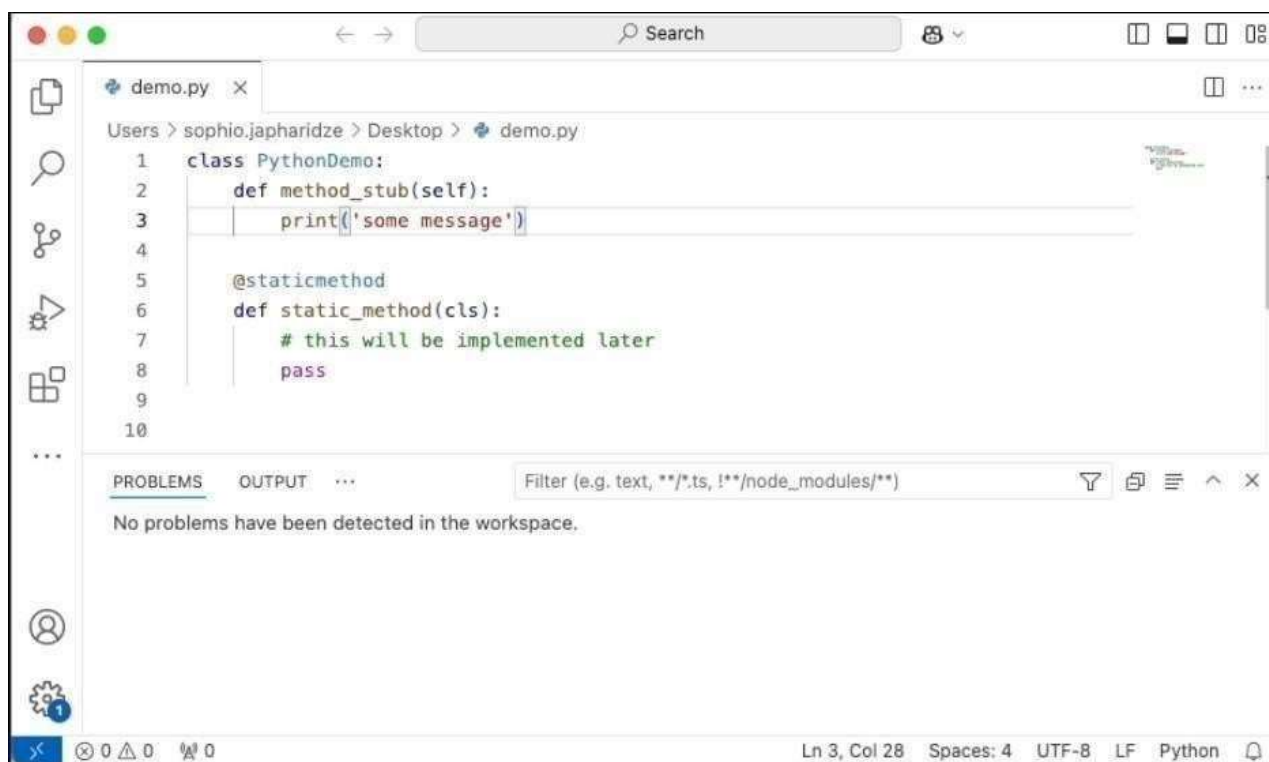 Search
demo.py
Users > sophio.japharidze > Desktop > demo.py
1 class PythonDemo:
2     def method_stub(self):
3         print('some message')
4
5     @staticmethod
6     def static_method(cls):
7         # this will be implemented later
8         pass
9
10
PROBLEMS OUTPUT ... Filter (e.g. text, **/*.ts, !**/node_modules/**)
No problems have been detected in the workspace.
1
0 0 0 Ln 3, Col 28 Spaces: 4 UTF-8 LF Python